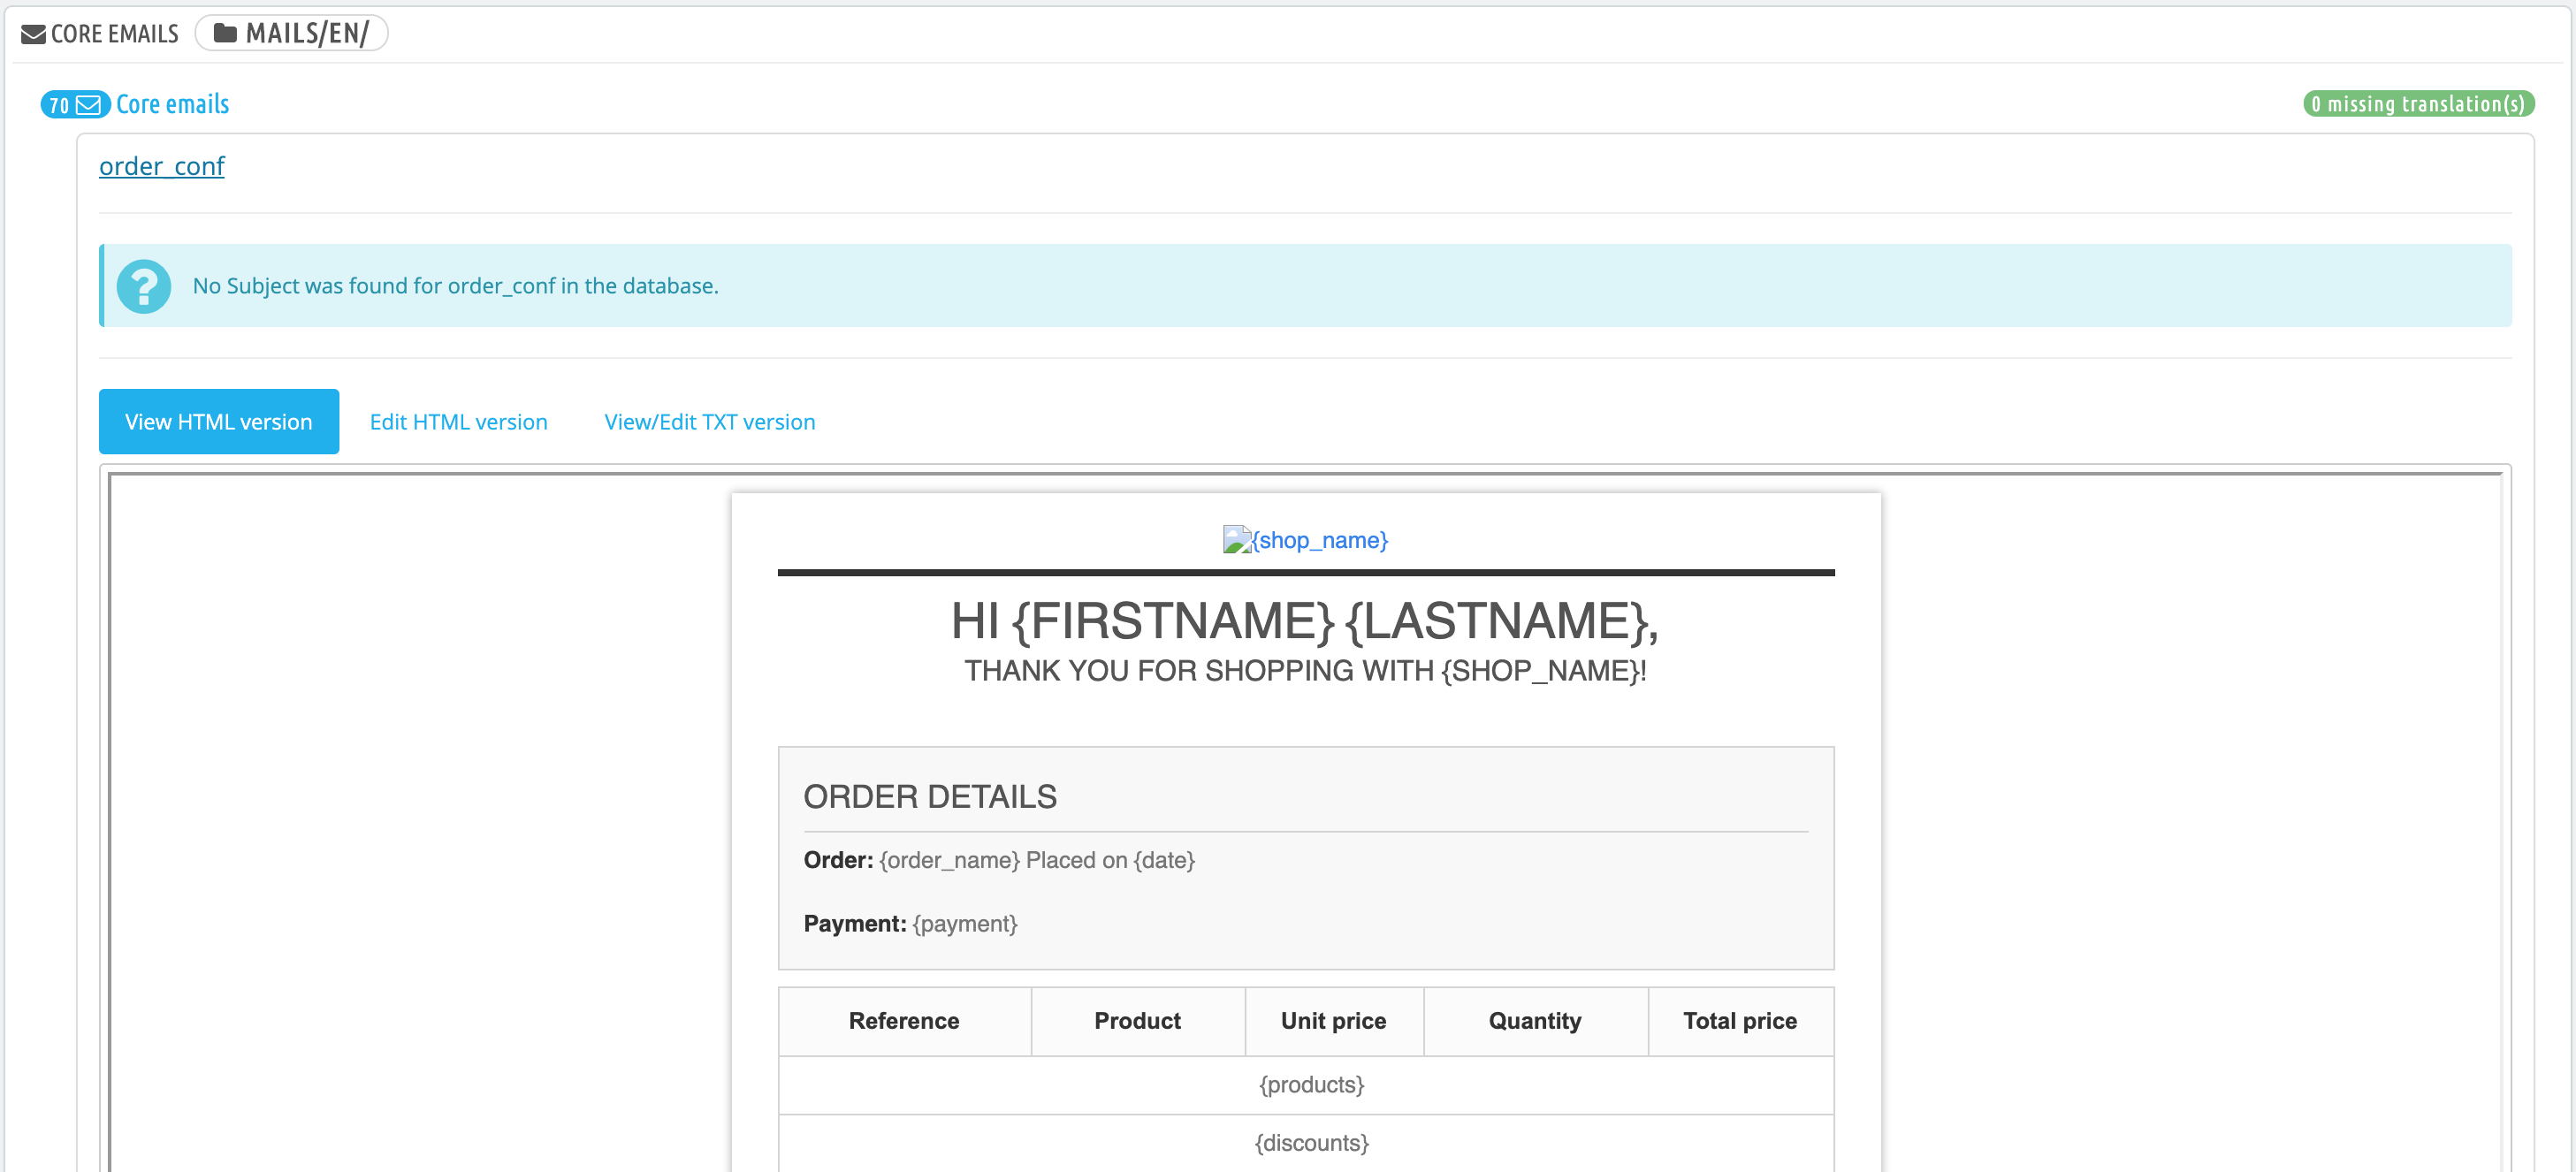 CORE EMAILS MAILS/EN/
70 Core emails 0 missing translation(s)
order_conf
No Subject was found for order_conf in the database.
View HTML version Edit HTML version View/Edit TXT version
{shop_name}
HI {FIRSTNAME} {LASTNAME},
THANK YOU FOR SHOPPING WITH {SHOP_NAME}!
ORDER DETAILS
Order: {order_name} Placed on {date}
Payment: {payment}
Reference Product Unit price Quantity Total price
{products}
{discounts}